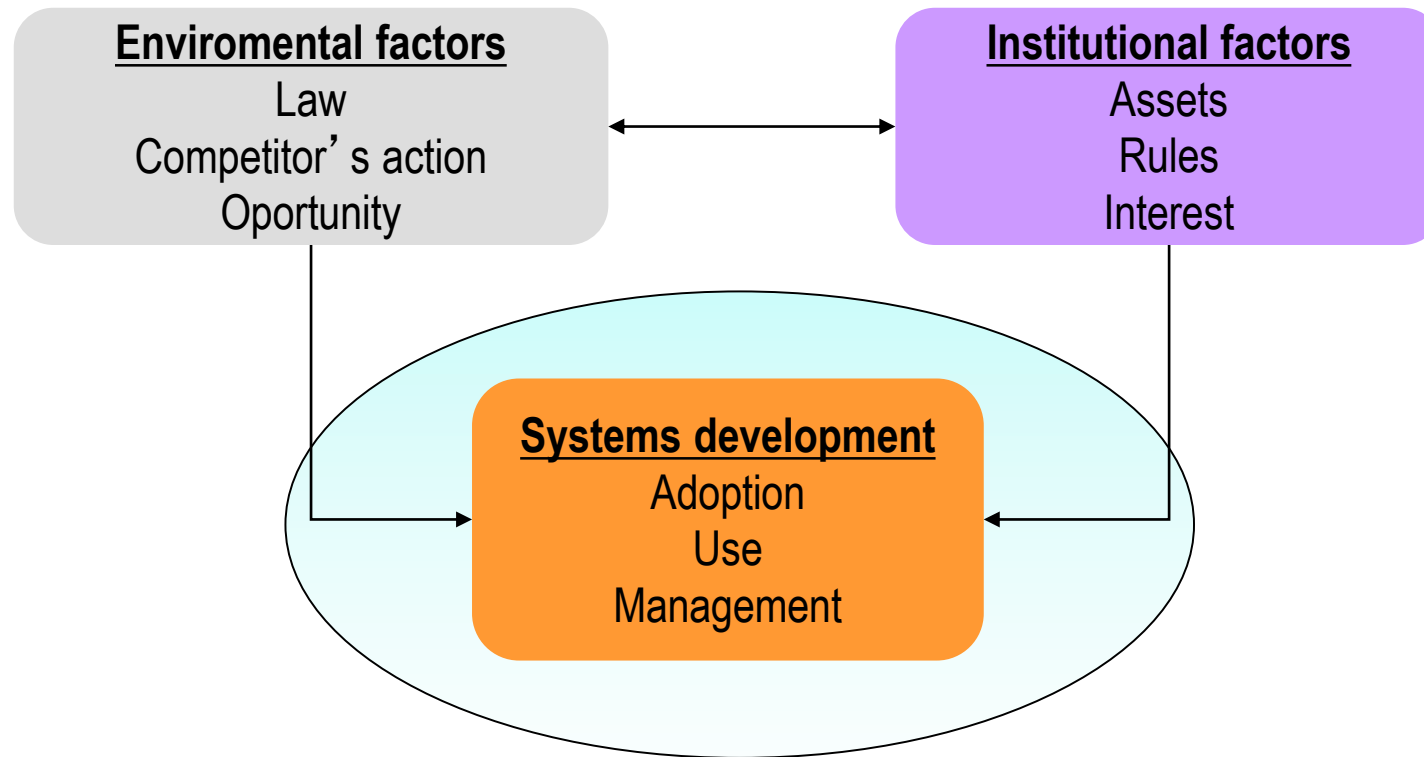 Enviromental factors
Law
Competitor’s action
Oportunity
Institutional factors
Assets
Rules
Interest
Systems development
Adoption
Use
Management